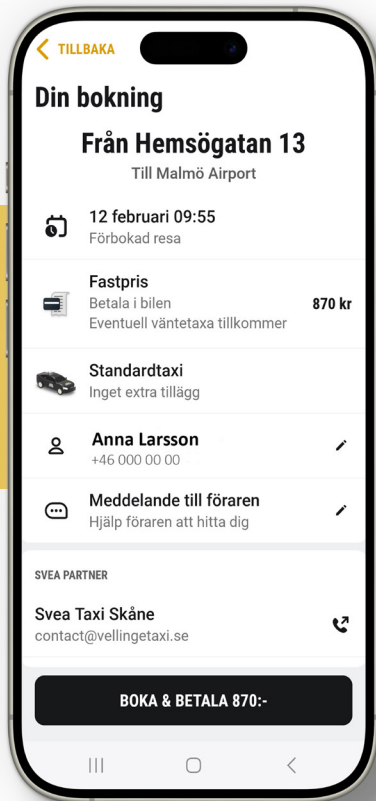 TILLBAKA
Din bokning
Från Hemsögatan 13
Till Malmö Airport
12 februari 09:55
Förbokad resa
Fastpris
Betala i bilen
870 kr
Eventuell väntetaxa tillkommer
Standardtaxi
Inget extra tillägg
Anna Larsson
+46 000 00 00
Meddelande till föraren
Hjälp föraren att hitta dig
SVEA PARTNER
Svea Taxi Skåne
contact@vellingetaxi.se
BOKA & BETALA 870:-